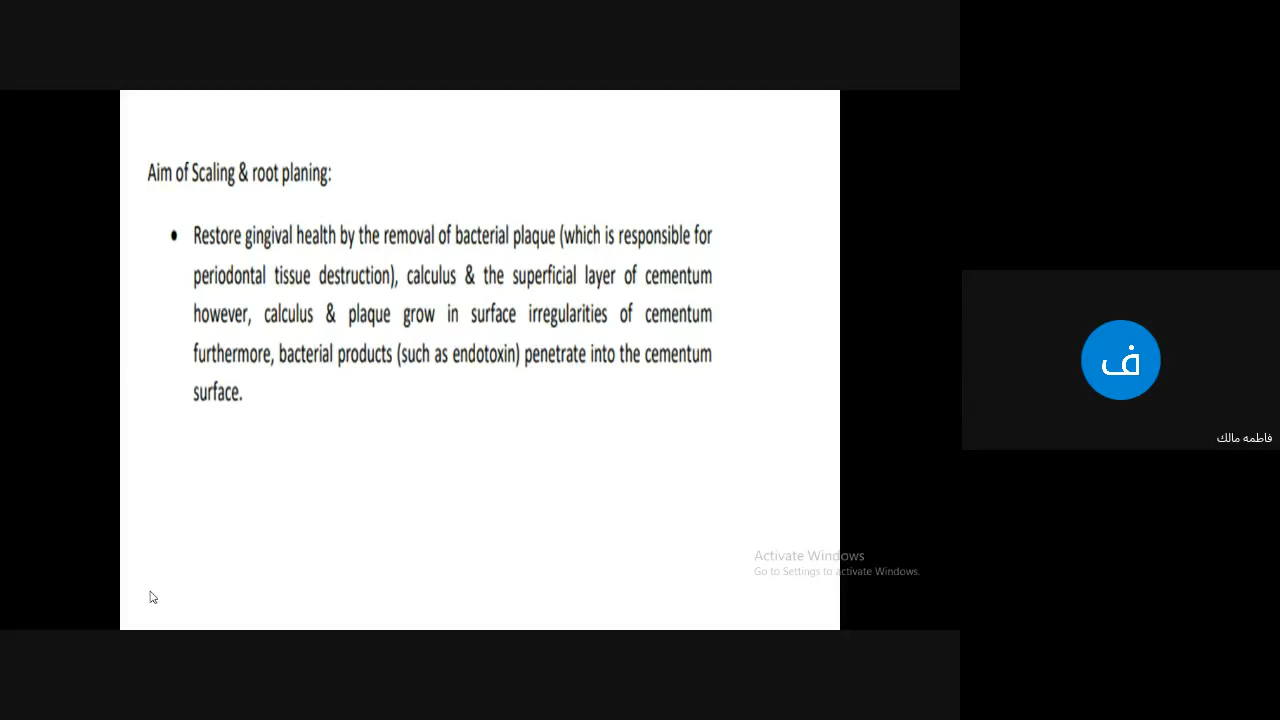 Aim of Scaling & root planing:
• Restore gingival health by the removal of bacterial plaque (which is responsible for
periodontal tissue destruction), calculus & the superficial layer of cementum
however, calculus & plaque grow in surface irregularities of cementum
furthermore, bacterial products (such as endotoxin) penetrate into the cementum
surface.
ف
فاطمه مالك
Activate Windows
Go to Settings to activate Windows.